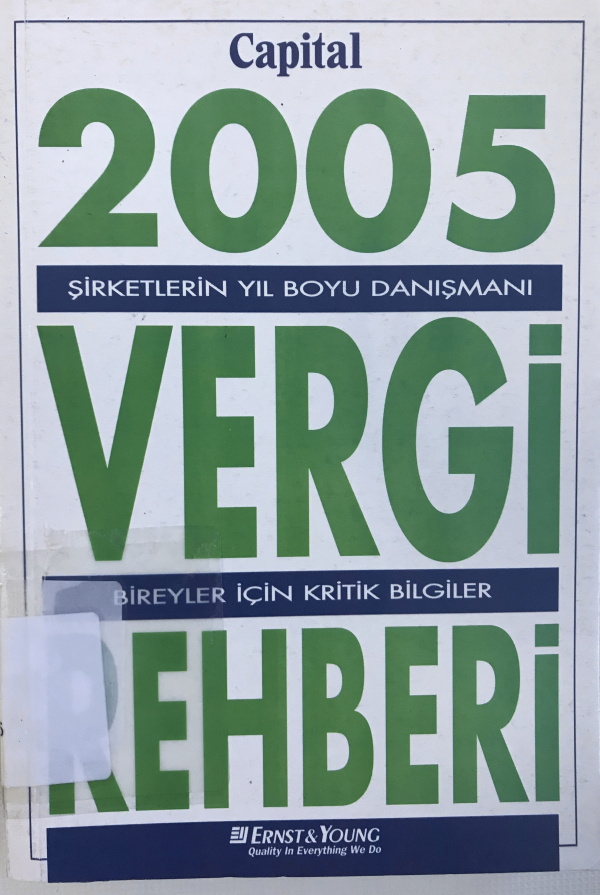 Capital
2005
ŞİRKETLERİN YIL BOYU DANIŞMANI
VERGİ
BİREYLER İÇİN KRİTİK BİLGİLER
REHBERİ
ERNST & YOUNG
Quality In Everything We Do